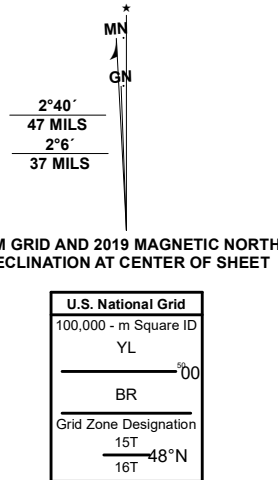 ★
MN
GN
2°40´
47 MILS
2°6´
37 MILS
M GRID AND 2019 MAGNETIC NORTH
ECLINATION AT CENTER OF SHEET
U.S. National Grid
100,000 - m Square ID
YL
⁵⁰00
BR
Grid Zone Designation
15T
48°N
16T